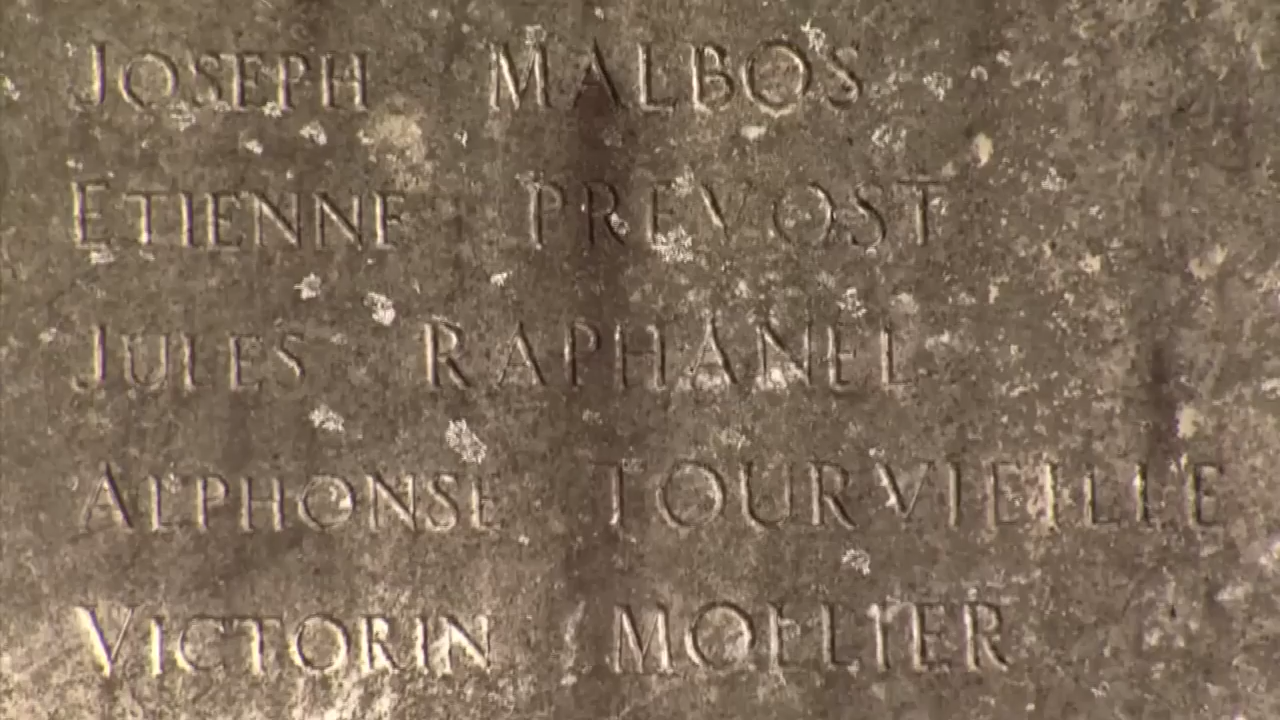 JOSEPH MALBOS
ETIENNE PREVOST
JULES RAPHANEL
ALPHONSE TOURVIEILLE
VICTORIN MOLLIER